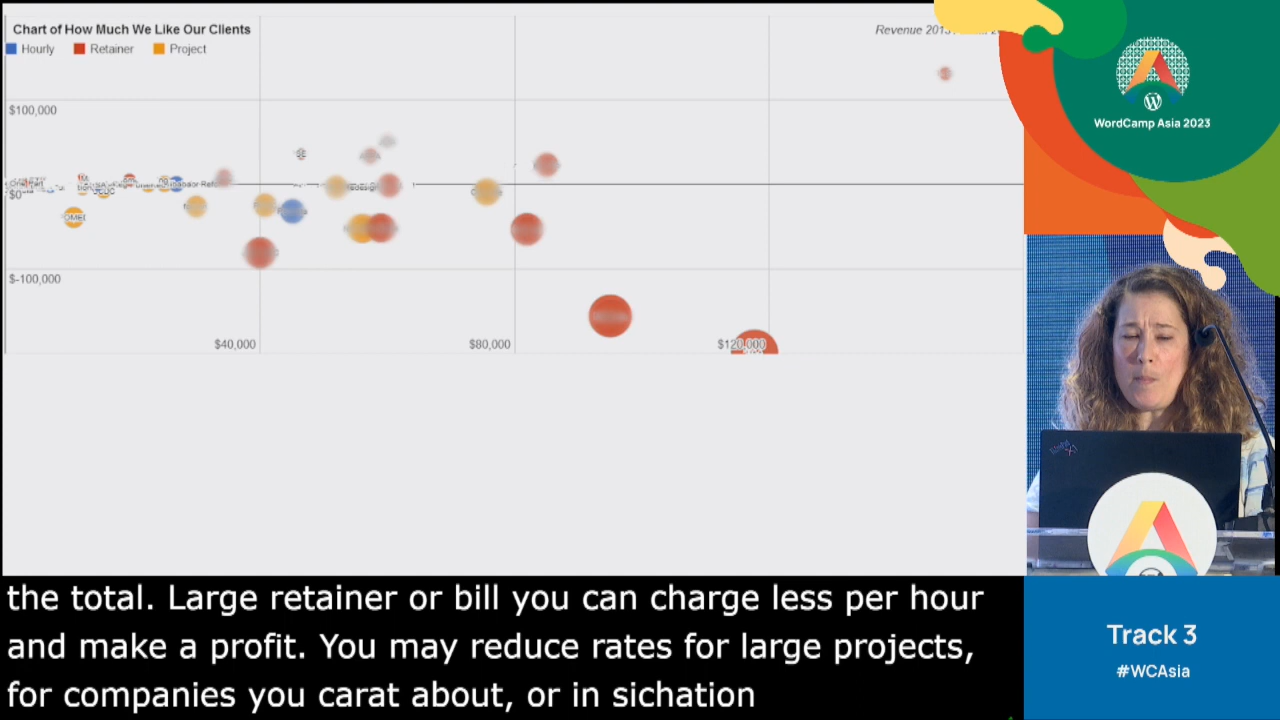 Chart of How Much We Like Our Clients
Hourly Retainer Project
$100,000
$0
OMEI
$-100,000
$40,000
$80,000
$120,000
WordCamp Asia 2023
the total. Large retainer or bill you can charge less per hour
and make a profit. You may reduce rates for large projects,
for companies you carat about, or in sichation
Track 3
#WCAsia